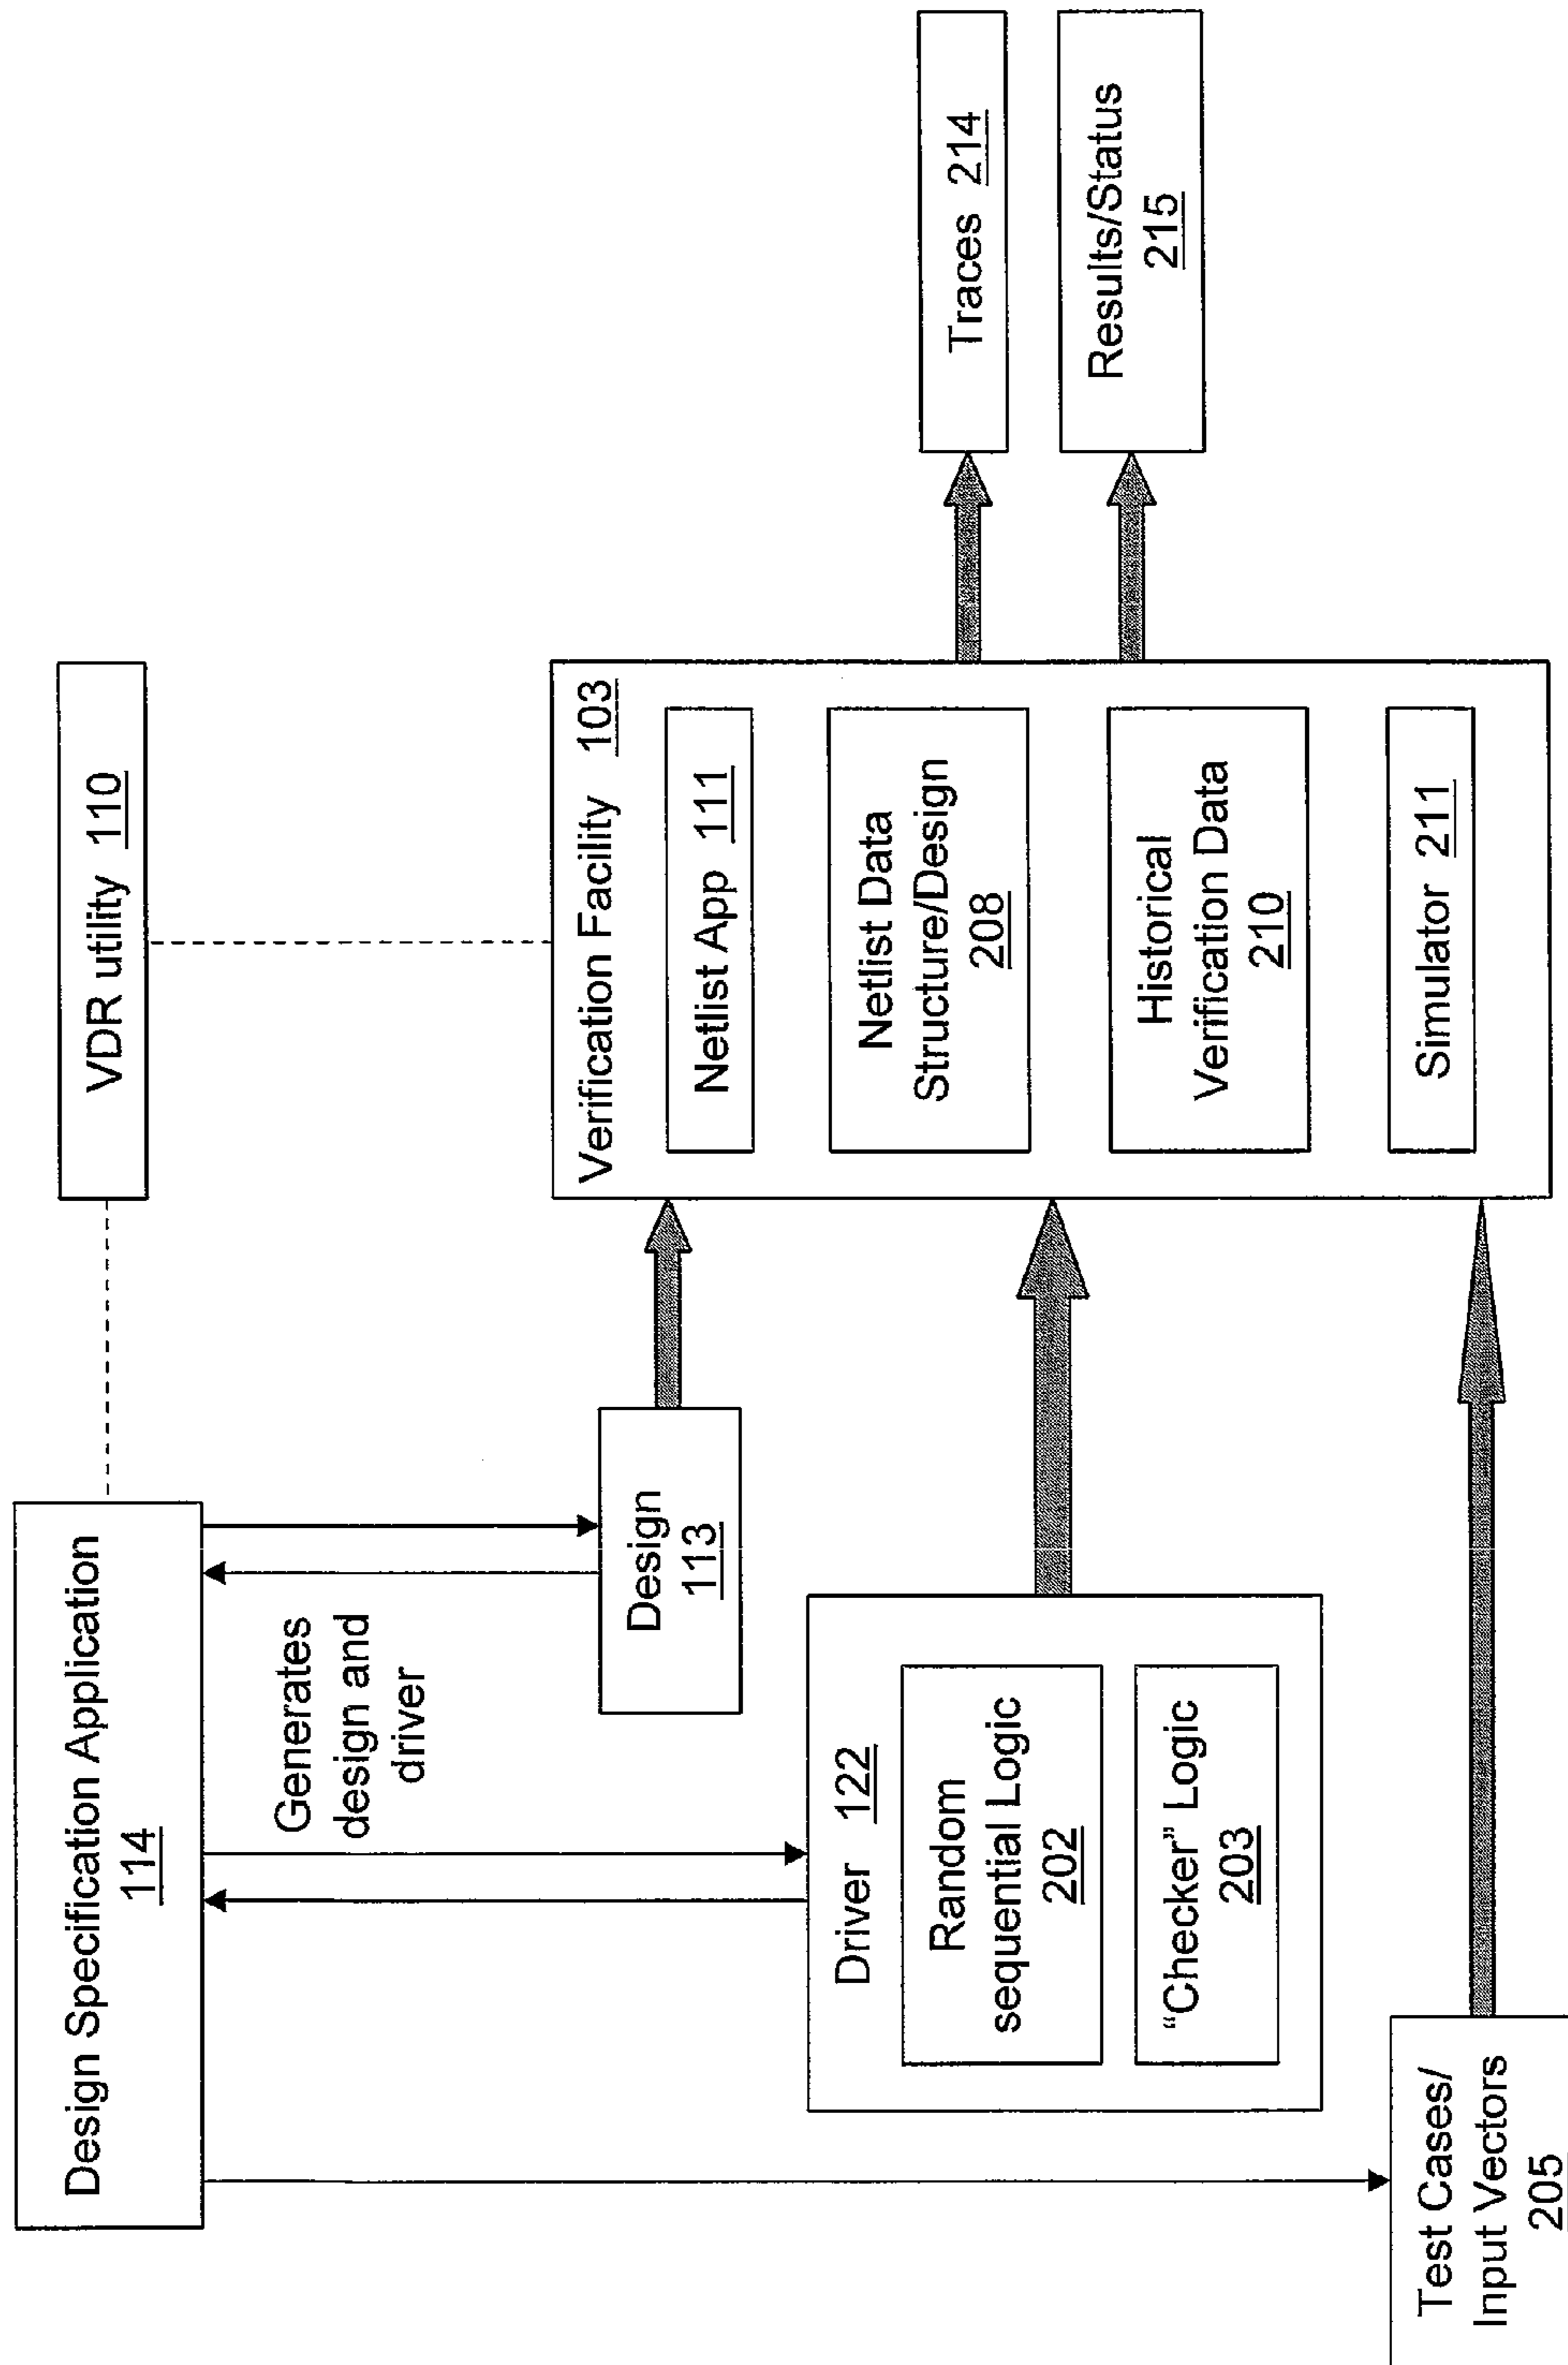 Design Specification Application
114
VDR utility 110
Generates
design and
driver
Design
113
Driver 122
Random
sequential Logic
202
“Checker” Logic
203
Test Cases/
Input Vectors
205
Verification Facility 103
Netlist App 111
Netlist Data
Structure/Design
208
Historical
Verification Data
210
Simulator 211
Traces 214
Results/Status
215